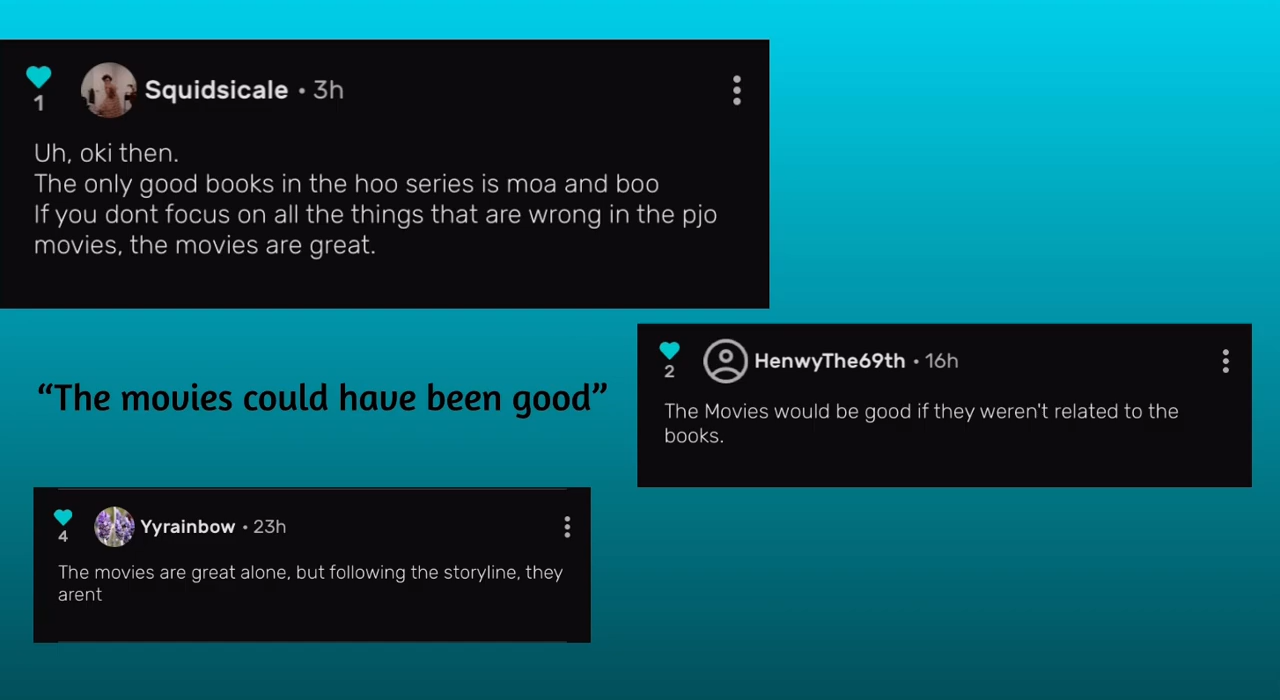 Squidsicale • 3h
1
Uh, oki then.
The only good books in the hoo series is moa and boo
If you dont focus on all the things that are wrong in the pjo
movies, the movies are great.
HenwyThe69th • 16h
2
The Movies would be good if they weren't related to the
books.
“The movies could have been good”
Yyrainbow • 23h
4
The movies are great alone, but following the storyline, they
arent